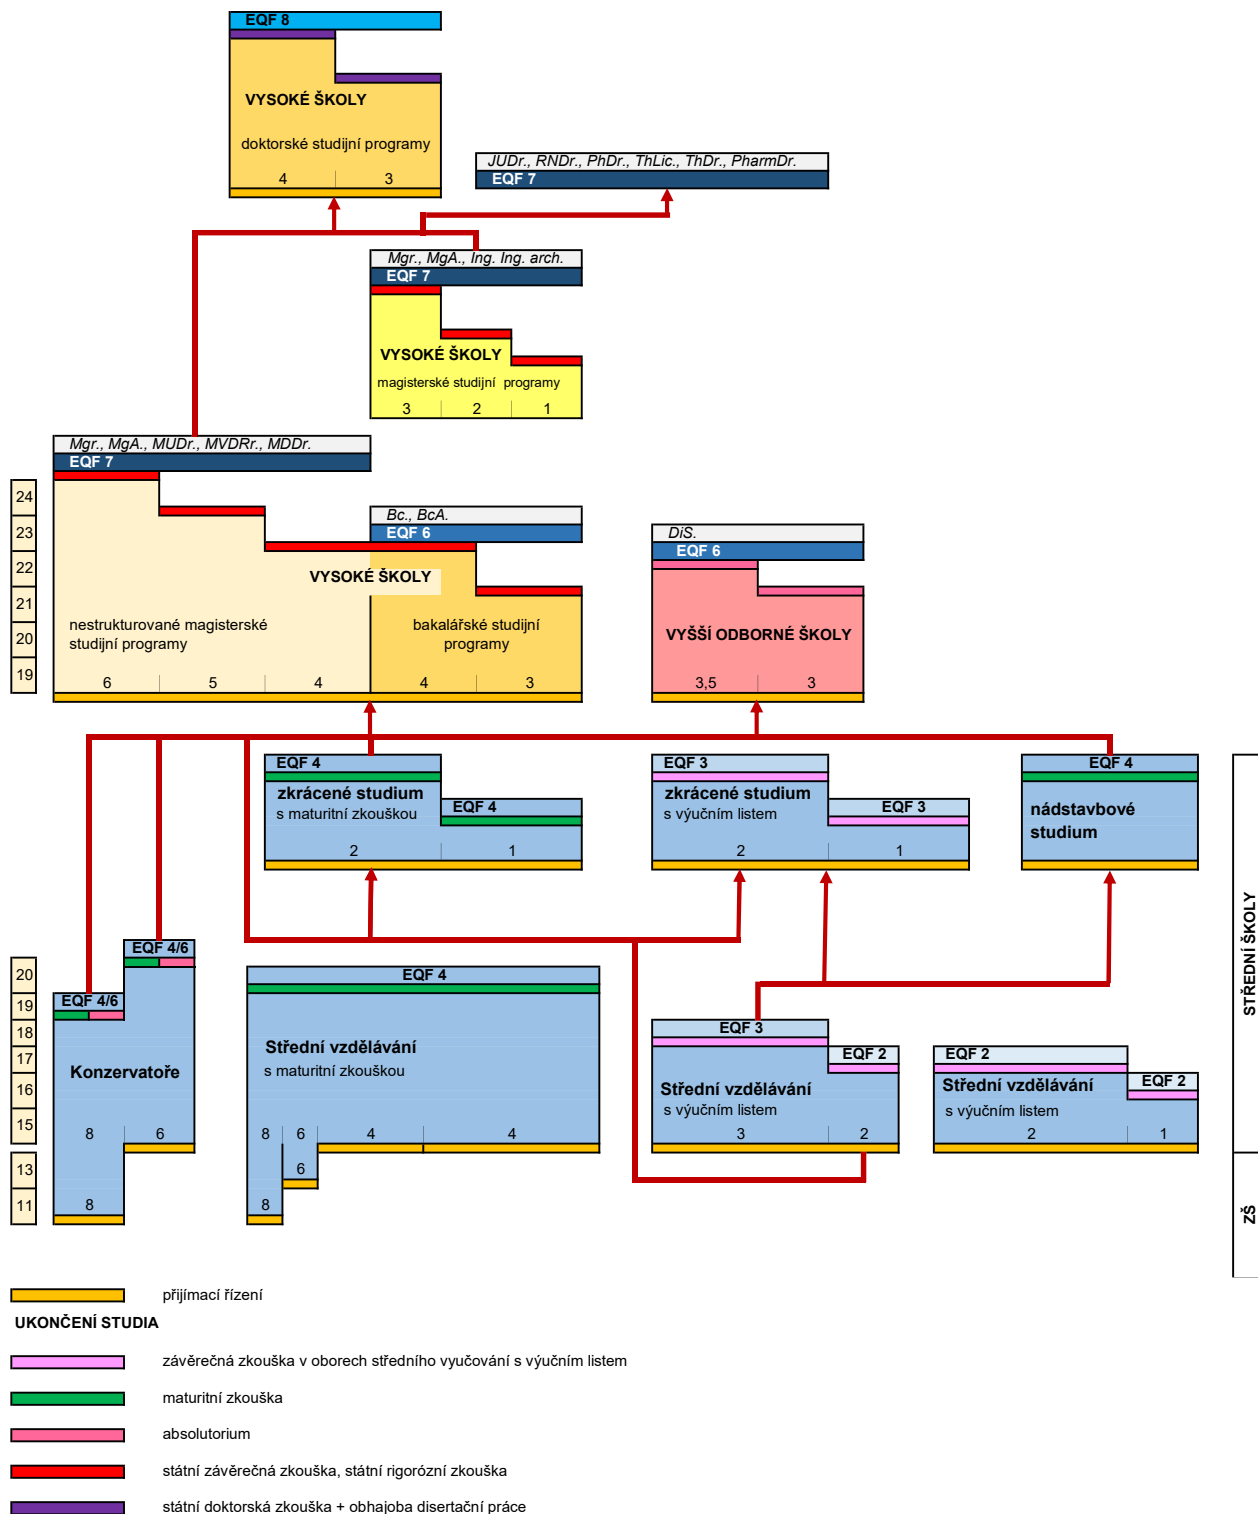 EQF 8
VYSOKÉ ŠKOLY
doktorské studijní programy
4 3
JUDr., RNDr., PhDr., ThLic., ThDr., PharmDr.
EQF 7
Mgr., MgA., Ing. Ing. arch.
EQF 7
VYSOKÉ ŠKOLY
magisterské studijní programy
3 2 1
Mgr., MgA., MUDr., MVDRr., MDDr.
EQF 7
24
23
22
21
20
19
Bc., BcA.
EQF 6
VYSOKÉ ŠKOLY
nestrukturované magisterské
studijní programy
bakalářské studijní
programy
6 5 4 4 3
DiS.
EQF 6
VYŠŠÍ ODBORNÉ ŠKOLY
3,5 3
EQF 4
zkrácené studium
s maturitní zkouškou
EQF 4
2 1
EQF 3
zkrácené studium
s výučním listem
EQF 3
2 1
EQF 4
nádstavbové
studium
STŘEDNÍ ŠKOLY
ZŠ
20
19
18
17
16
15
13
11
EQF 4/6
EQF 4/6
Konzervatoře
8 6
8
EQF 4
Střední vzdělávání
s maturitní zkouškou
8 6 4 4
6
8
EQF 3
EQF 2
Střední vzdělávání
s výučním listem
3 2
EQF 2
EQF 2
Střední vzdělávání
s výučním listem
2 1
přijímací řízení
UKONČENÍ STUDIA
závěrečná zkouška v oborech středního vyučování s výučním listem
maturitní zkouška
absolutorium
státní závěrečná zkouška, státní rigorózní zkouška
státní doktorská zkouška + obhajoba disertační práce